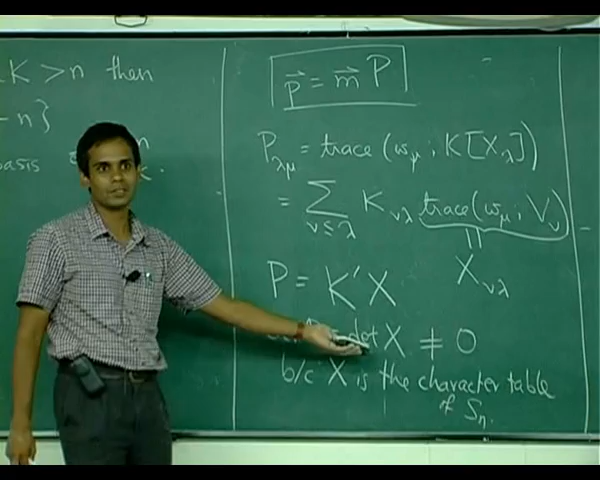 K > n then
- n}
basis
p⃗ = m⃗ P
P_λμ = trace (w_μ ; K[X_λ])
= Σ_{ν≤λ} K_νλ trace(w_μ ; V_ν)
||
X_νλ
P = K' X
det X ≠ 0
b/c X is the character table
of S_n.